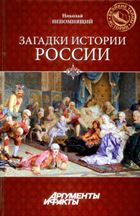 Николай
НЕПОМНЯЩИЙ
ЗАГАДКИ ИСТОРИИ
РОССИИ
АРГУМЕНТЫ
И ФАКТЫ